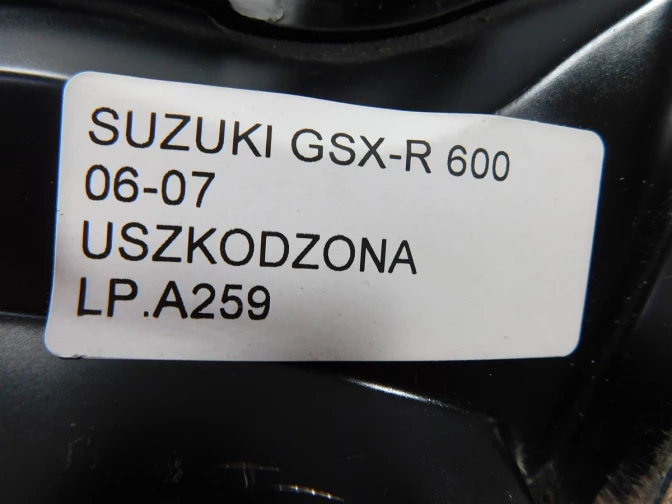 SUZUKI GSX-R 600
06-07
USZKODZONA
LP.A259